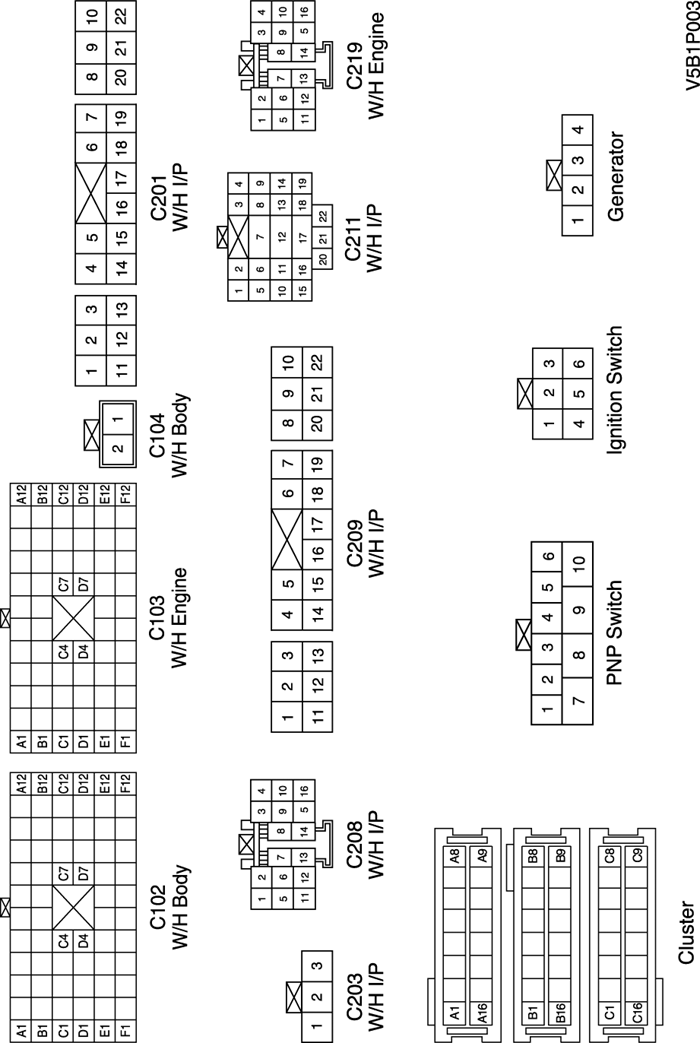 A1 A12
B1 B12
C1 C4 C7 C12
D1 D4 D7 D12
E1 E12
F1 F12
C102
W/H Body
A1 A12
B1 B12
C1 C4 C7 C12
D1 D4 D7 D12
E1 E12
F1 F12
C103
W/H Engine
2 1
C104
W/H Body
1 2 3 4 5 6 7 8 9 10
11 12 13 14 15 16 17 18 19 20 21 22
C201
W/H I/P
1 2 3
C203
W/H I/P
1 2 3 4
5 6 7 8 9 10
11 12 13 14 5 16
C208
W/H I/P
1 2 3 4 5 6 7 8 9 10
11 12 13 14 15 16 17 18 19 20 21 22
C209
W/H I/P
1 2 3 4
5 6 7 8 9
10 11 12 13 14
15 16 17 18 19
20 21 22
C211
W/H I/P
1 2 3 4
5 6 7 8 9 10
11 12 13 14 5 16
C219
W/H Engine
A1 A8
A16 A9
B1 B8
B16 B9
C1 C8
C16 C9
Cluster
1 2 3 4 5 6
7 8 9 10
PNP Switch
1 2 3
4 5 6
Ignition Switch
1 2 3 4
Generator
V5B1P003